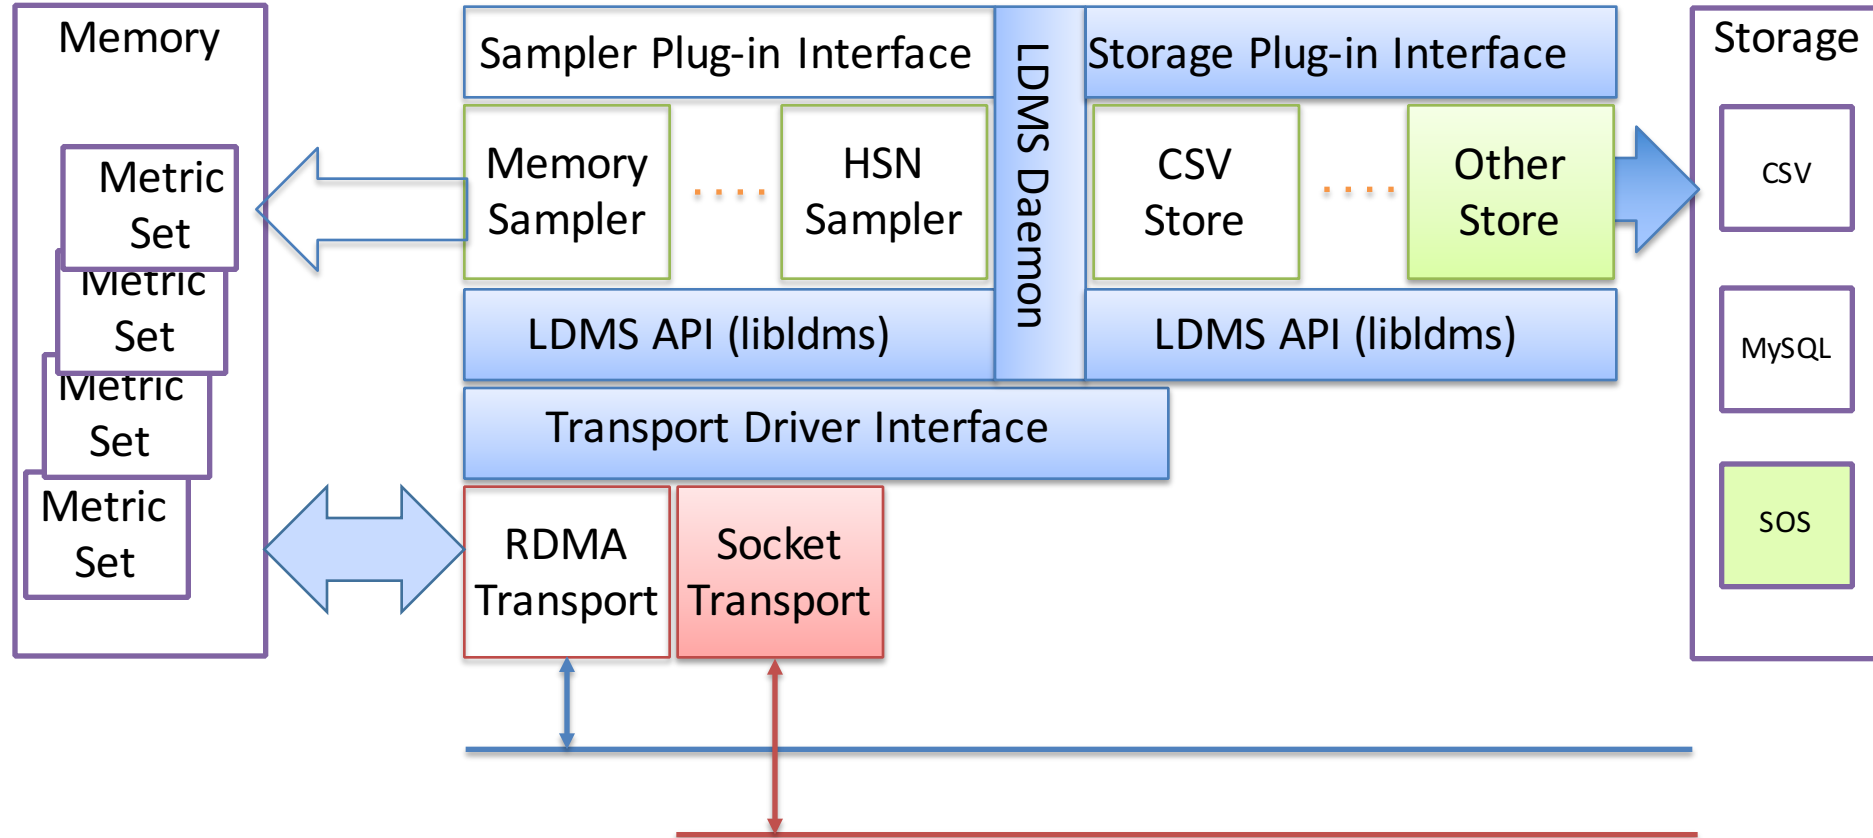 Memory
Metric
Set
Metric
Set
Metric
Set
Metric
Set
Sampler Plug-in Interface
Memory
Sampler
.....
HSN
Sampler
LDMS API (libldms)
LDMS Daemon
Storage Plug-in Interface
CSV
Store
.....
Other
Store
LDMS API (libldms)
Transport Driver Interface
RDMA
Transport
Socket
Transport
Storage
CSV
MySQL
SOS